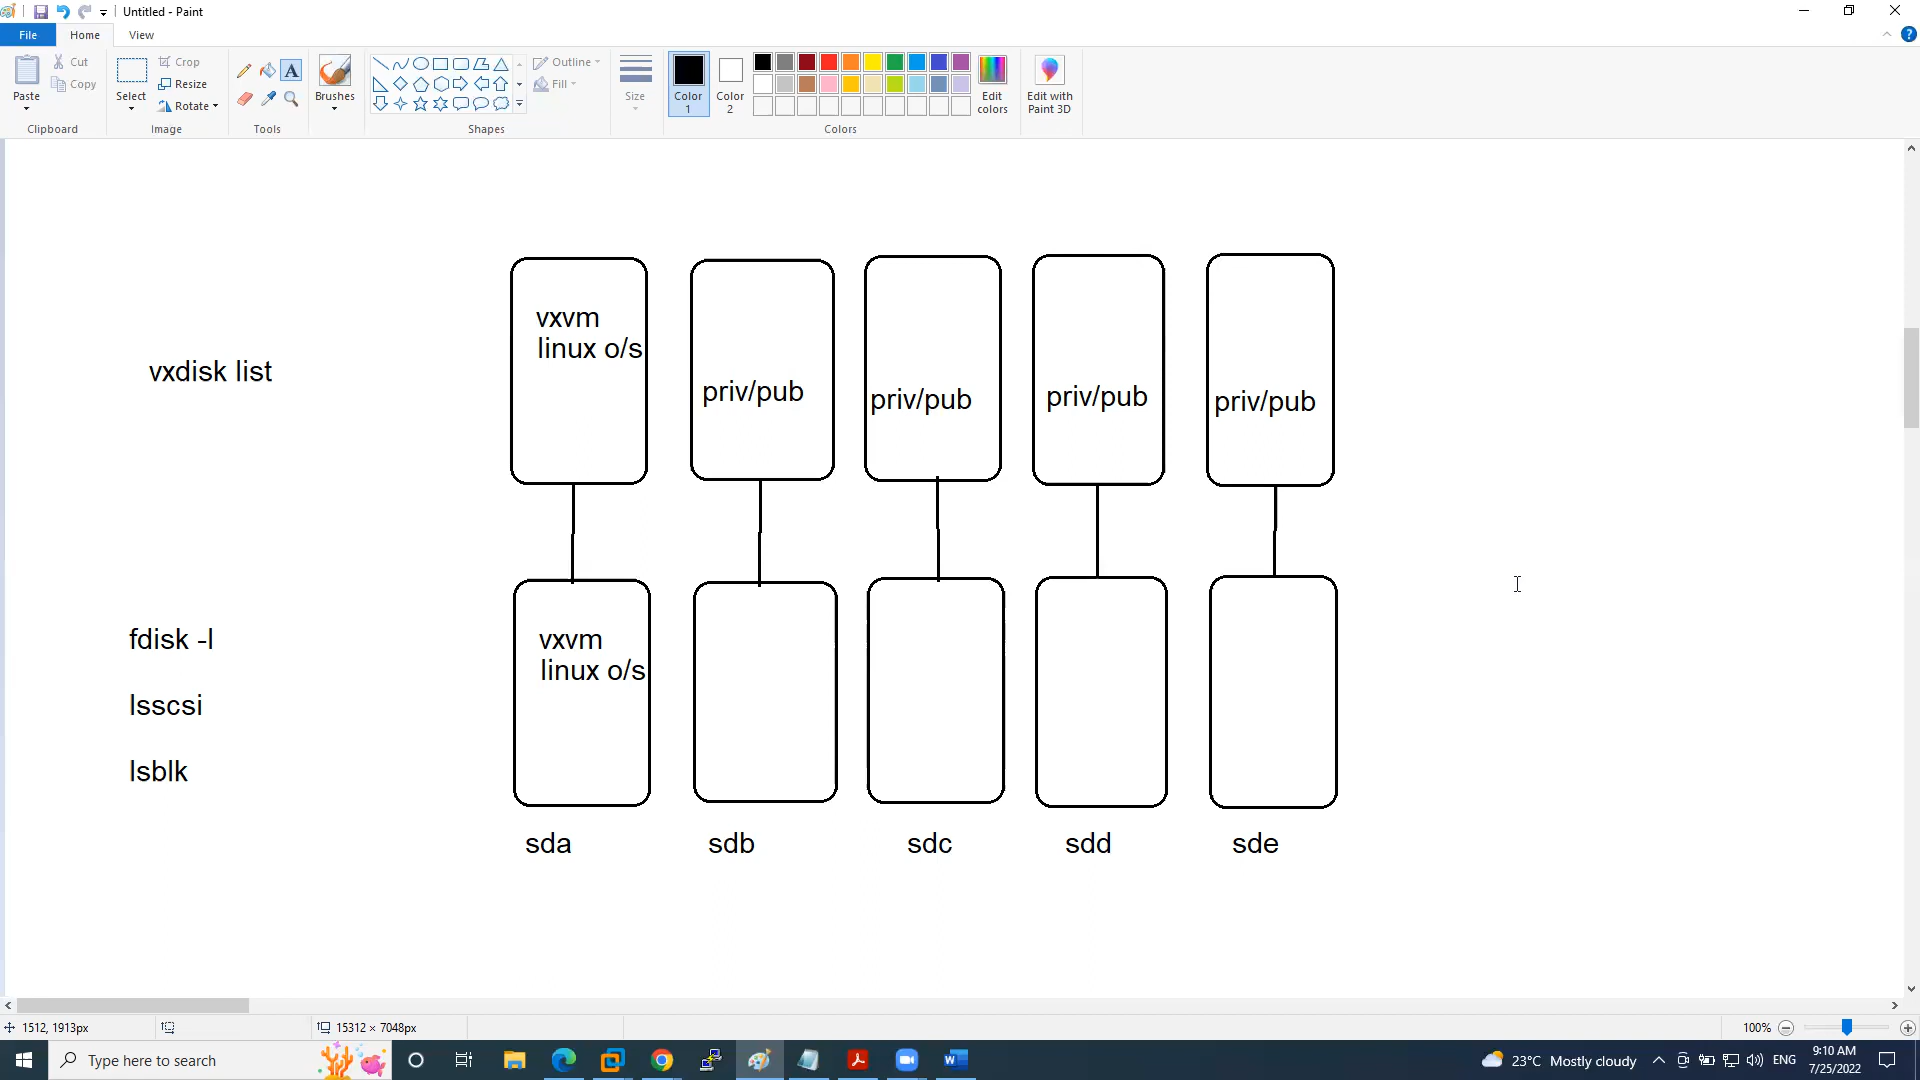 Untitled - Paint
File
Home
View
Paste
Cut
Copy
Clipboard
Select
Crop
Resize
Rotate
Image
A
Tools
Brushes
Outline
Fill
Shapes
Size
Color 1
Color 2
Edit colors
Colors
Edit with Paint 3D
vxvm
linux o/s
vxdisk list
priv/pub
priv/pub
priv/pub
priv/pub
fdisk -l
vxvm
linux o/s
lsscsi
lsblk
sda
sdb
sdc
sdd
sde
1512, 1913px
15312 × 7048px
100%
Type here to search
23°C Mostly cloudy
ENG
9:10 AM
7/25/2022